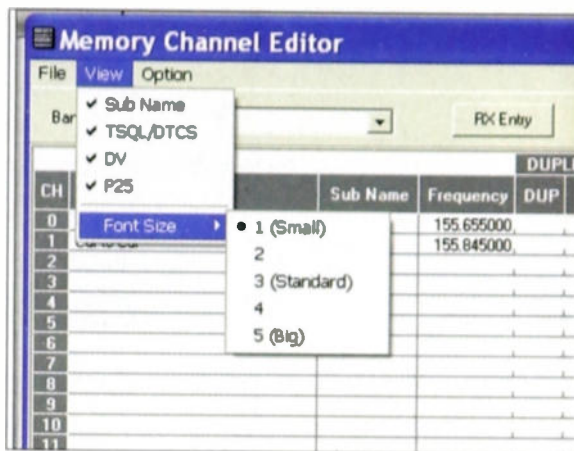 Memory Channel Editor
File View Option
Sub Name
TSQL/DTCS
DV
P25
Font Size
1 (Small)
2
3 (Standard)
4
5 (Big)
RX Entry
CH Sub Name Frequency DUP
0 155.655000
1 155.845000
2
3
4
5
6
7
8
9
10
11